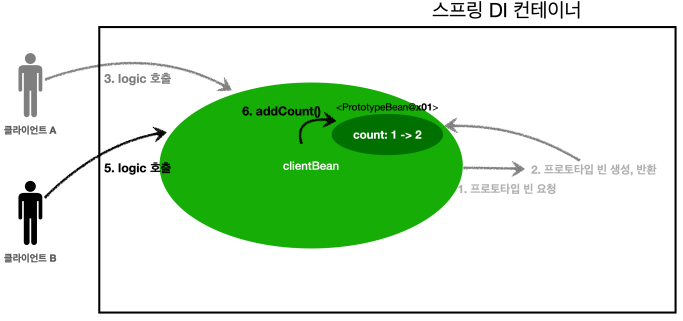 스프링 DI 컨테이너
3. logic 호출
6. addCount()
<PrototypeBean@x01>
count: 1 -> 2
클라이언트 A
clientBean
5. logic 호출
2. 프로토타입 빈 생성, 반환
1. 프로토타입 빈 요청
클라이언트 B